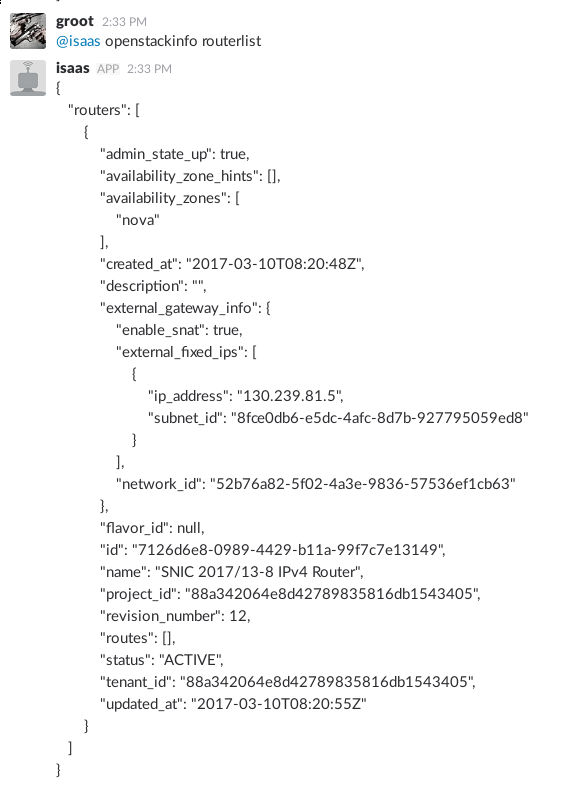 groot 2:33 PM
@isaas openstackinfo routerlist
isaas APP 2:33 PM
{
"routers": [
{
"admin_state_up": true,
"availability_zone_hints": [],
"availability_zones": [
"nova"
],
"created_at": "2017-03-10T08:20:48Z",
"description": "",
"external_gateway_info": {
"enable_snat": true,
"external_fixed_ips": [
{
"ip_address": "130.239.81.5",
"subnet_id": "8fce0db6-e5dc-4afc-8d7b-927795059ed8"
}
],
"network_id": "52b76a82-5f02-4a3e-9836-57536ef1cb63"
},
"flavor_id": null,
"id": "7126d6e8-0989-4429-b11a-99f7c7e13149",
"name": "SNIC 2017/13-8 IPv4 Router",
"project_id": "88a342064e8d42789835816db1543405",
"revision_number": 12,
"routes": [],
"status": "ACTIVE",
"tenant_id": "88a342064e8d42789835816db1543405",
"updated_at": "2017-03-10T08:20:55Z"
}
]
}